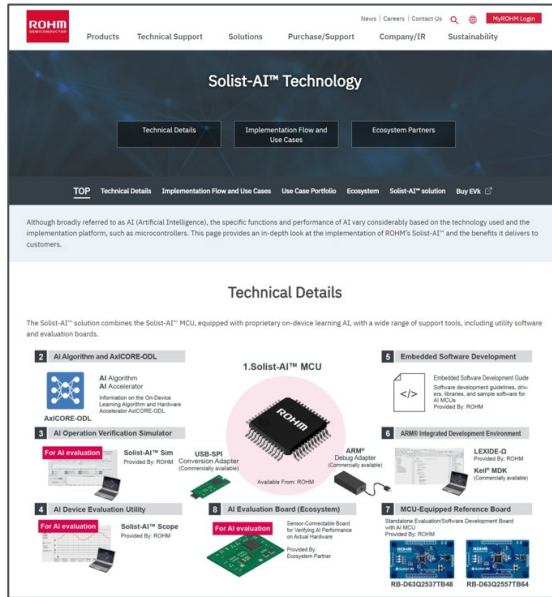 ROHM
SEMICONDUCTOR
News | Careers | Contact Us
MyROHM Login
Products Technical Support Solutions Purchase/Support Company/IR Sustainability
Solist-AI™ Technology
Technical Details
Implementation Flow and
Use Cases
Ecosystem Partners
TOP Technical Details Implementation Flow and Use Cases Use Case Portfolio Ecosystem Solist-AI™ solution Buy EVk
Although broadly referred to as AI (Artificial Intelligence), the specific functions and performance of AI vary considerably based on the technology used and the
implementation platform, such as microcontrollers. This page provides an in-depth look at the implementation of ROHM's Solist-AI™ and the benefits it delivers to
customers.
Technical Details
The Solist-AI™ solution combines the Solist-AI™ MCU, equipped with proprietary on-device learning AI, with a wide range of support tools, including utility software
and evaluation boards.
2 AI Algorithm and AxlCORE-ODL
AI Algorithm
AI Accelerator
Information on the On-Device
Learning Algorithm and Hardware
Accelerator AxlCORE-ODL
AxlCORE-ODL
3 AI Operation Verification Simulator
For AI evaluation
Solist-AI™ Sim
Provided By: ROHM
4 AI Device Evaluation Utility
For AI evaluation
Solist-AI™ Scope
Provided By: ROHM
1.Solist-AI™ MCU
ROHM
Available From: ROHM
USB-SPI
Conversion Adapter
(Commercially available)
ARM®
Debug Adapter
(Commercially available)
8 AI Evaluation Board (Ecosystem)
For AI evaluation
Sensor-Connectable Board
for Verifying AI Performance
on Actual Hardware
Provided By:
Ecosystem Partner
5 Embedded Software Development
</>
Embedded Software Development Guide
Software development guidelines, driv-
ers, libraries, and sample software for
AI MCUs
Provided By: ROHM
6 ARM® Integrated Development Environment
LEXIDE-Ω
Provided By: ROHM
Keil® MDK
(Commercially available)
7 MCU-Equipped Reference Board
Standalone Evaluation/Software Development Board
with AI MCU
Provided By: ROHM
RB-D63Q2537TB48
RB-D63Q2557TB64